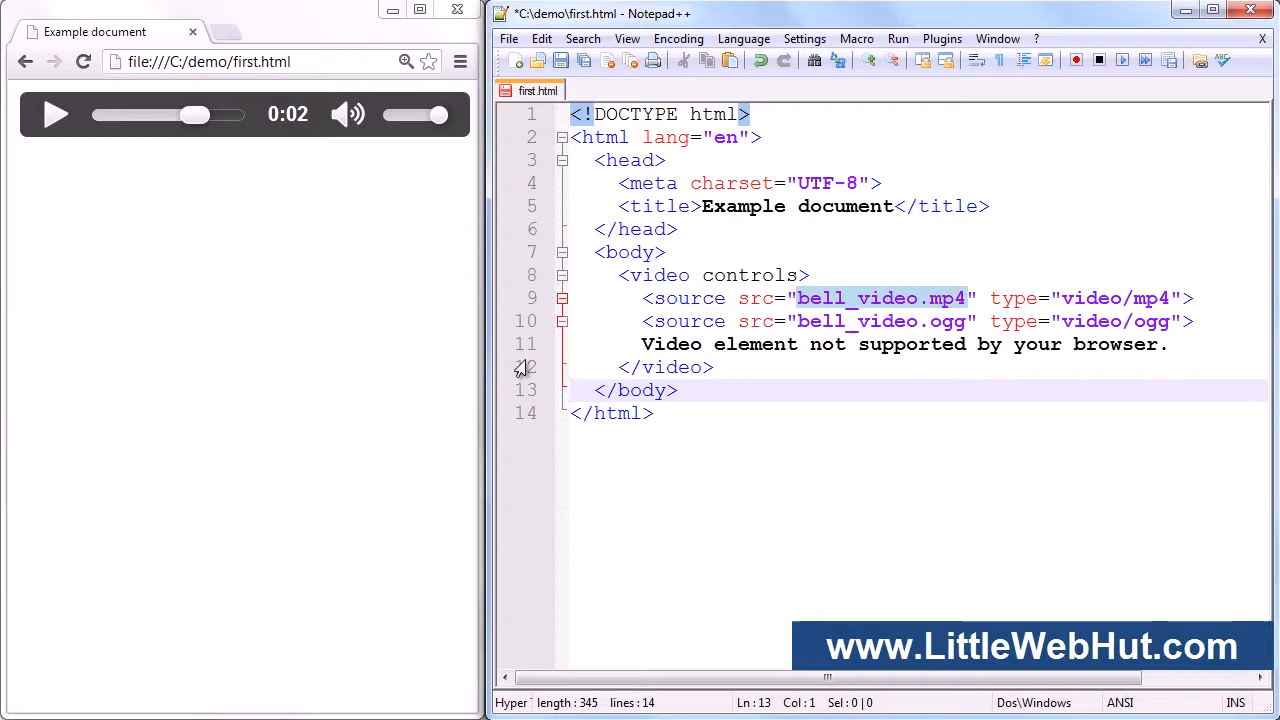 Example document
file:///C:/demo/first.html
0:02
*C:\demo\first.html - Notepad++
File Edit Search View Encoding Language Settings Macro Run Plugins Window ? X
first.html
1 <!DOCTYPE html>
2 <html lang="en">
3 <head>
4 <meta charset="UTF-8">
5 <title>Example document</title>
6 </head>
7 <body>
8 <video controls>
9 <source src="bell_video.mp4" type="video/mp4">
10 <source src="bell_video.ogg" type="video/ogg">
11 Video element not supported by your browser.
12 </video>
13 </body>
14 </html>
www.LittleWebHut.com
Hyper length : 345 lines : 14 Ln : 13 Col : 1 Sel : 0 | 0 Dos\Windows ANSI INS